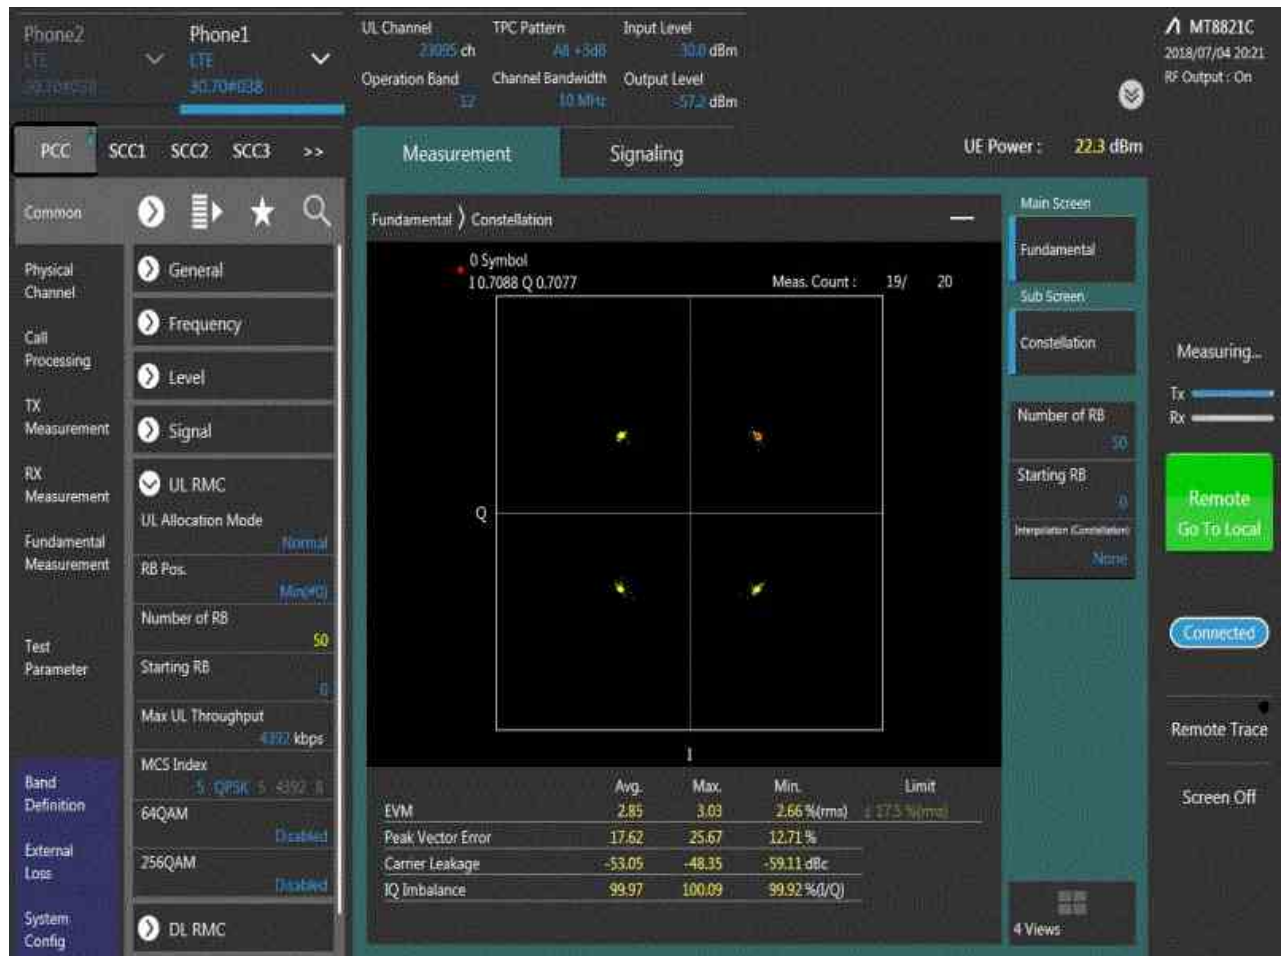 Phone2
LTE
Phone1
LTE
30.70#038
UL Channel
23095 ch
TPC Pattern
All +3dB
Input Level
30.0 dBm
Operation Band
12
Channel Bandwidth
10 MHz
Output Level
-57.2 dBm
MT8821C
2018/07/04 20:21
RF Output : On
PCC
SCC1
SCC2
SCC3
>>
Measurement
Signaling
UE Power : 22.3 dBm
Common
Physical
Channel
Call
Processing
TX
Measurement
RX
Measurement
Fundamental
Measurement
Test
Parameter
Band
Definition
External
Loss
System
Config
General
Frequency
Level
Signal
UL RMC
UL Allocation Mode
Normal
RB Pos.
Min(#0)
Number of RB
50
Starting RB
0
Max UL Throughput
4392 kbps
MCS Index
5 QPSK 5 4392 8
64QAM
Disabled
256QAM
Disabled
DL RMC
Fundamental
Constellation
0 Symbol
I 0.7088 Q 0.7077
Meas. Count : 19/ 20
Q
I
Avg. Max. Min. Limit
EVM 2.85 3.03 2.66 %(rms) ± 17.5 %(rms)
Peak Vector Error 17.62 25.67 12.71 %
Carrier Leakage -53.05 -48.35 -59.11 dBc
IQ Imbalance 99.97 100.09 99.92 %(I/Q)
Main Screen
Fundamental
Sub Screen
Constellation
Number of RB
50
Starting RB
0
Interpolation (Constellation)
None
4 Views
Measuring...
Tx
Rx
Remote
Go To Local
Connected
Remote Trace
Screen Off